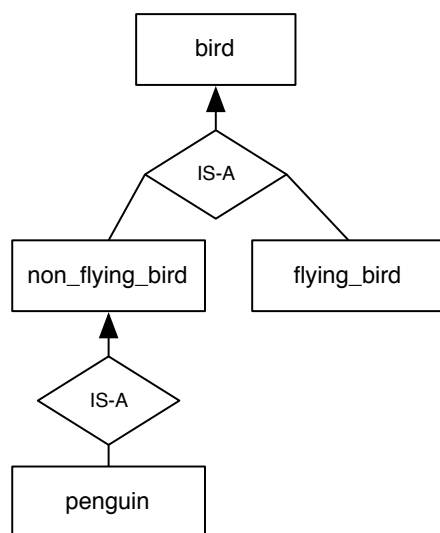 bird
IS-A
non_flying_bird
flying_bird
IS-A
penguin